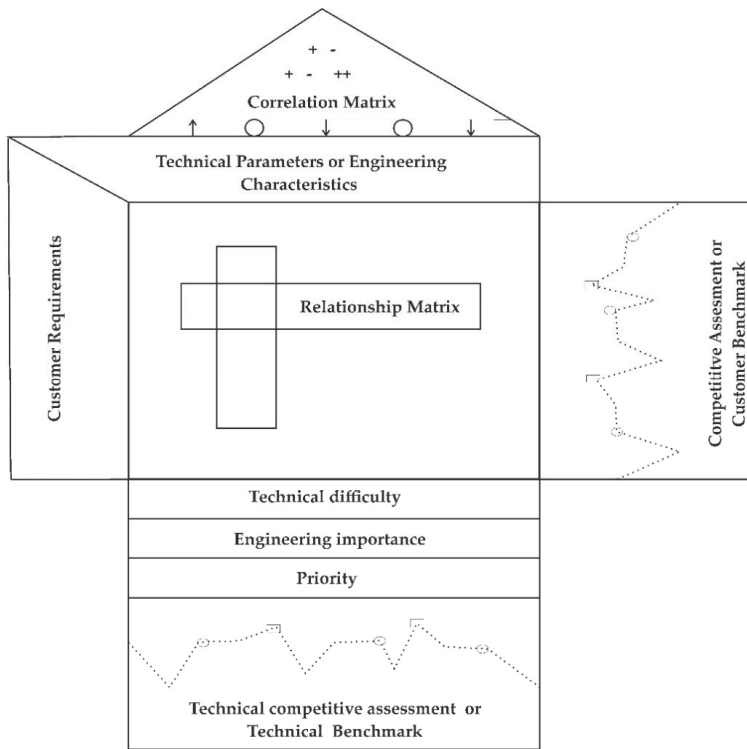 + -
+ - ++
Correlation Matrix
Technical Parameters or Engineering
Characteristics
Customer Requirements
Relationship Matrix
Competititve Assesment or
Customer Benchmark
Technical difficulty
Engineering importance
Priority
Technical competitive assessment or
Technical Benchmark